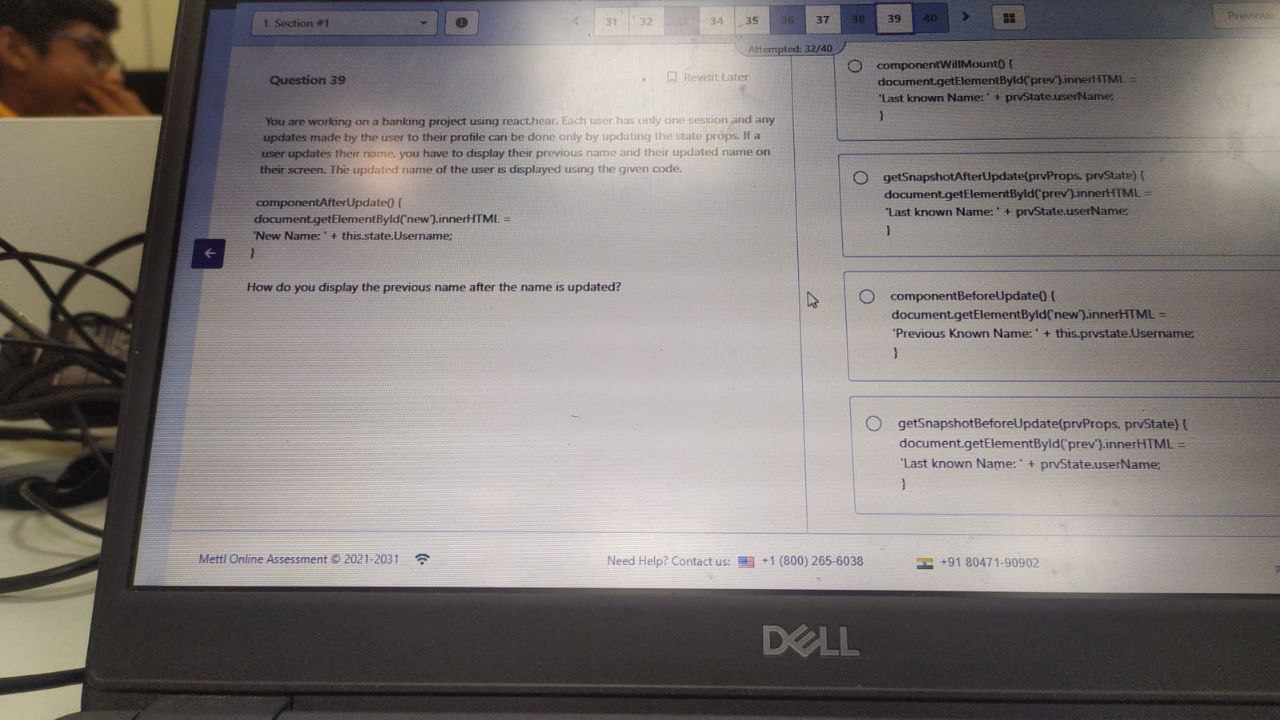 1. Section #1
31 32 34 35 36 37 38 39 40
Previous
Attempted: 32/40
Question 39
Revisit Later
You are working on a banking project using react.hear. Each user has only one session and any
updates made by the user to their profile can be done only by updating the state props. If a
user updates their name, you have to display their previous name and their updated name on
their screen. The updated name of the user is displayed using the given code.
componentAfterUpdate() {
document.getElementById('new').innerHTML =
'New Name: ' + this.state.Username;
}
How do you display the previous name after the name is updated?
componentWillMount() {
document.getElementById('prev').innerHTML =
'Last known Name: ' + prvState.userName;
}
getSnapshotAfterUpdate(prvProps, prvState) {
document.getElementById('prev').innerHTML =
'Last known Name: ' + prvState.userName;
}
componentBeforeUpdate() {
document.getElementById('new').innerHTML =
'Previous Known Name: ' + this.prvstate.Username;
}
getSnapshotBeforeUpdate(prvProps, prvState) {
document.getElementById('prev').innerHTML =
'Last known Name: ' + prvState.userName;
}
Mettl Online Assessment © 2021-2031
Need Help? Contact us: +1 (800) 265-6038
+91 80471-90902
DELL